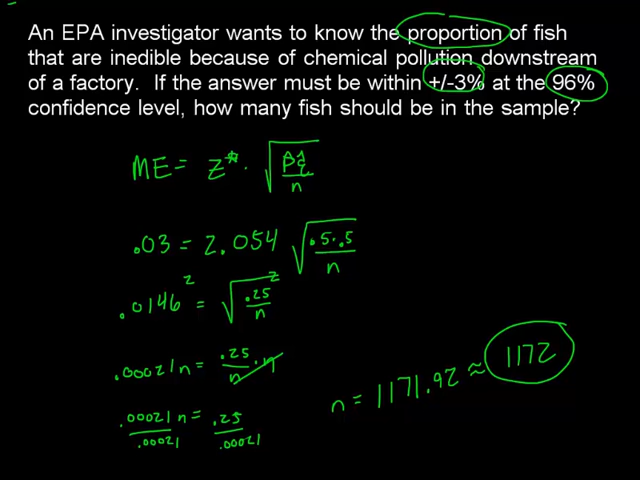 An EPA investigator wants to know the proportion of fish
that are inedible because of chemical pollution downstream
of a factory. If the answer must be within +/-3% at the 96%
confidence level, how many fish should be in the sample?
ME = z* · √(p̂q̂/n)
.03 = 2.054 √(.5·.5/n)
.0146² = √(.25/n)²
.00021n = .25/n · n
n = 1171.92 ≈ 1172
.00021n/.00021 = .25/.00021